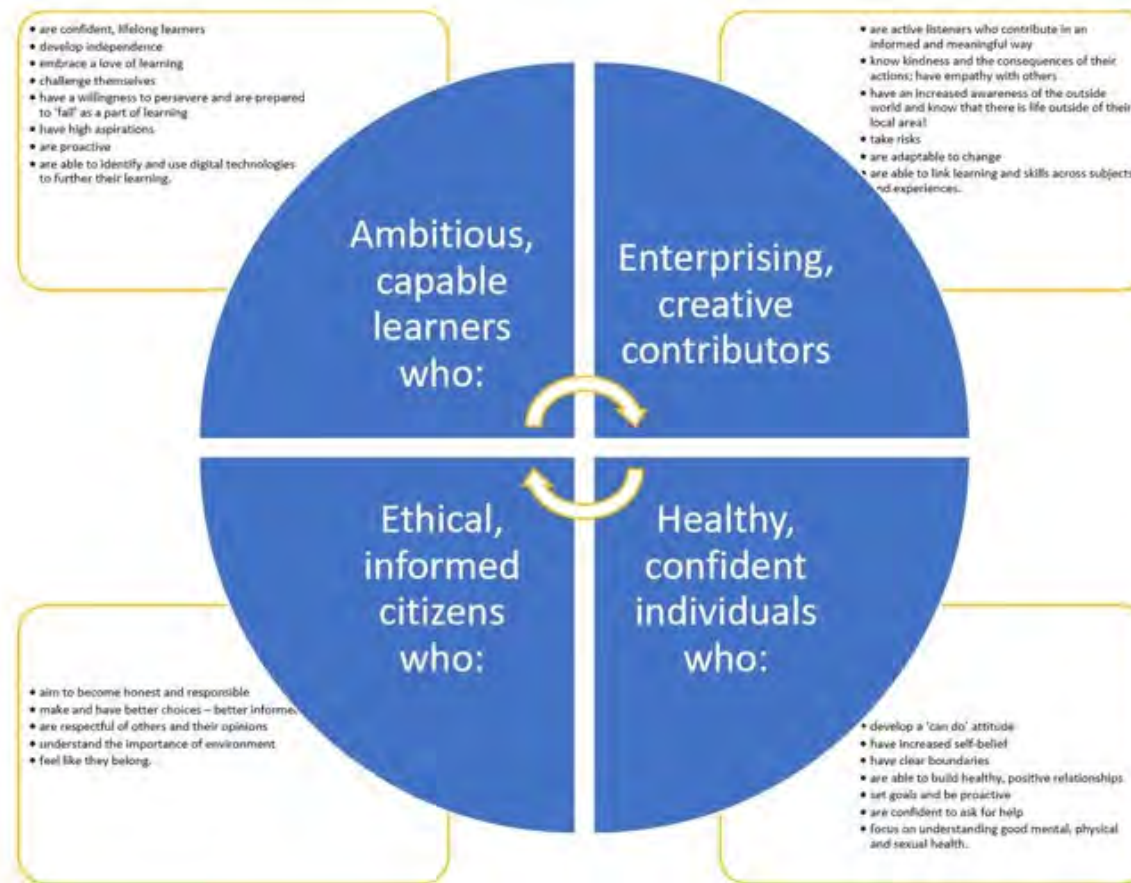 • are confident, lifelong learners
• develop independence
• embrace a love of learning
• challenge themselves
• have a willingness to persevere and are prepared
to 'fail' as a part of learning
• have high aspirations
• are proactive
• are able to identify and use digital technologies
to further their learning.
• are active listeners who contribute in an
informed and meaningful way
• know kindness and the consequences of their
actions; have empathy with others
• have an increased awareness of the outside
world and know that there is life outside of their
local area!
• take risks
• are adaptable to change
are able to link learning and skills across subjects
and experiences.
Ambitious,
capable
learners
who:
Enterprising,
creative
contributors
Ethical,
informed
citizens
who:
Healthy,
confident
individuals
who:
• aim to become honest and responsible
• make and have better choices – better informed
• are respectful of others and their opinions
• understand the importance of environment
• feel like they belong.
• develop a 'can do' attitude
• have increased self-belief
• have clear boundaries
• are able to build healthy, positive relationships
• set goals and be proactive
• are confident to ask for help
• focus on understanding good mental, physical
and sexual health.